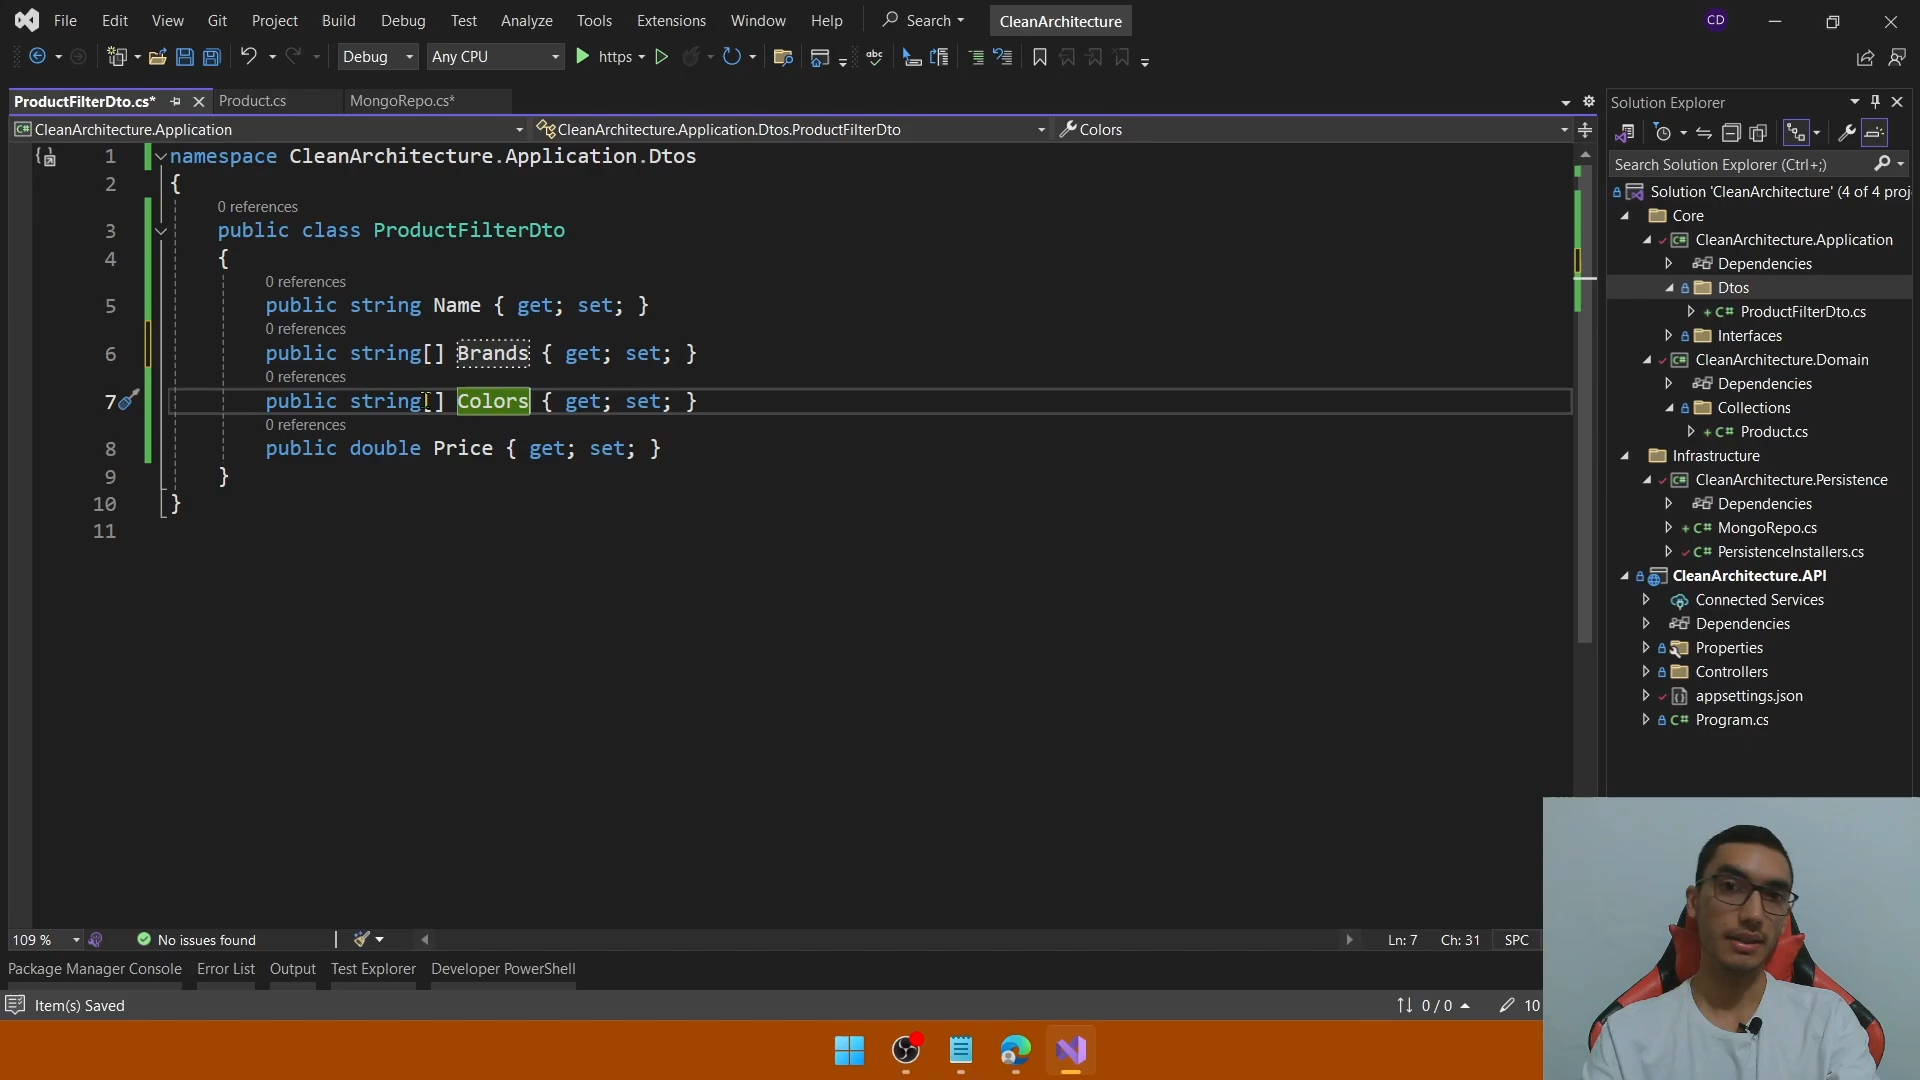 File Edit View Git Project Build Debug Test Analyze Tools Extensions Window Help Search CleanArchitecture CD
Debug Any CPU https
ProductFilterDto.cs* Product.cs MongoRepo.cs*
CleanArchitecture.Application CleanArchitecture.Application.Dtos.ProductFilterDto Colors
1 namespace CleanArchitecture.Application.Dtos
2 {
0 references
3 public class ProductFilterDto
4 {
0 references
5 public string Name { get; set; }
0 references
6 public string[] Brands { get; set; }
0 references
7 public string[] Colors { get; set; }
0 references
8 public double Price { get; set; }
9 }
10 }
11
109 % No issues found Ln: 7 Ch: 31 SPC
Package Manager Console Error List Output Test Explorer Developer PowerShell
Item(s) Saved 0 / 0 10
Solution Explorer
Search Solution Explorer (Ctrl+;)
Solution 'CleanArchitecture' (4 of 4 proj
Core
CleanArchitecture.Application
Dependencies
Dtos
ProductFilterDto.cs
Interfaces
CleanArchitecture.Domain
Dependencies
Collections
Product.cs
Infrastructure
CleanArchitecture.Persistence
Dependencies
MongoRepo.cs
PersistenceInstallers.cs
CleanArchitecture.API
Connected Services
Dependencies
Properties
Controllers
appsettings.json
Program.cs